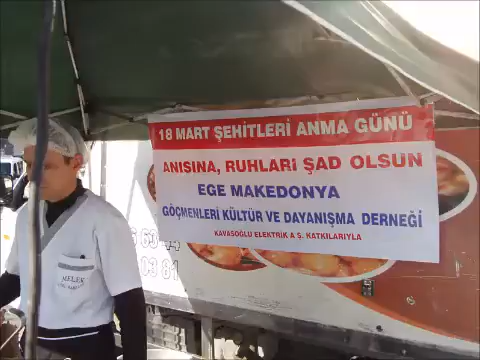 18 MART ŞEHİTLERİ ANMA GÜNÜ
ANISINA, RUHLARI ŞAD OLSUN
EGE MAKEDONYA
GÖÇMENLERİ KÜLTÜR VE DAYANIŞMA DERNEĞİ
KAVASOĞLU ELEKTRİK A Ş. KATKILARIYLA
MELEK